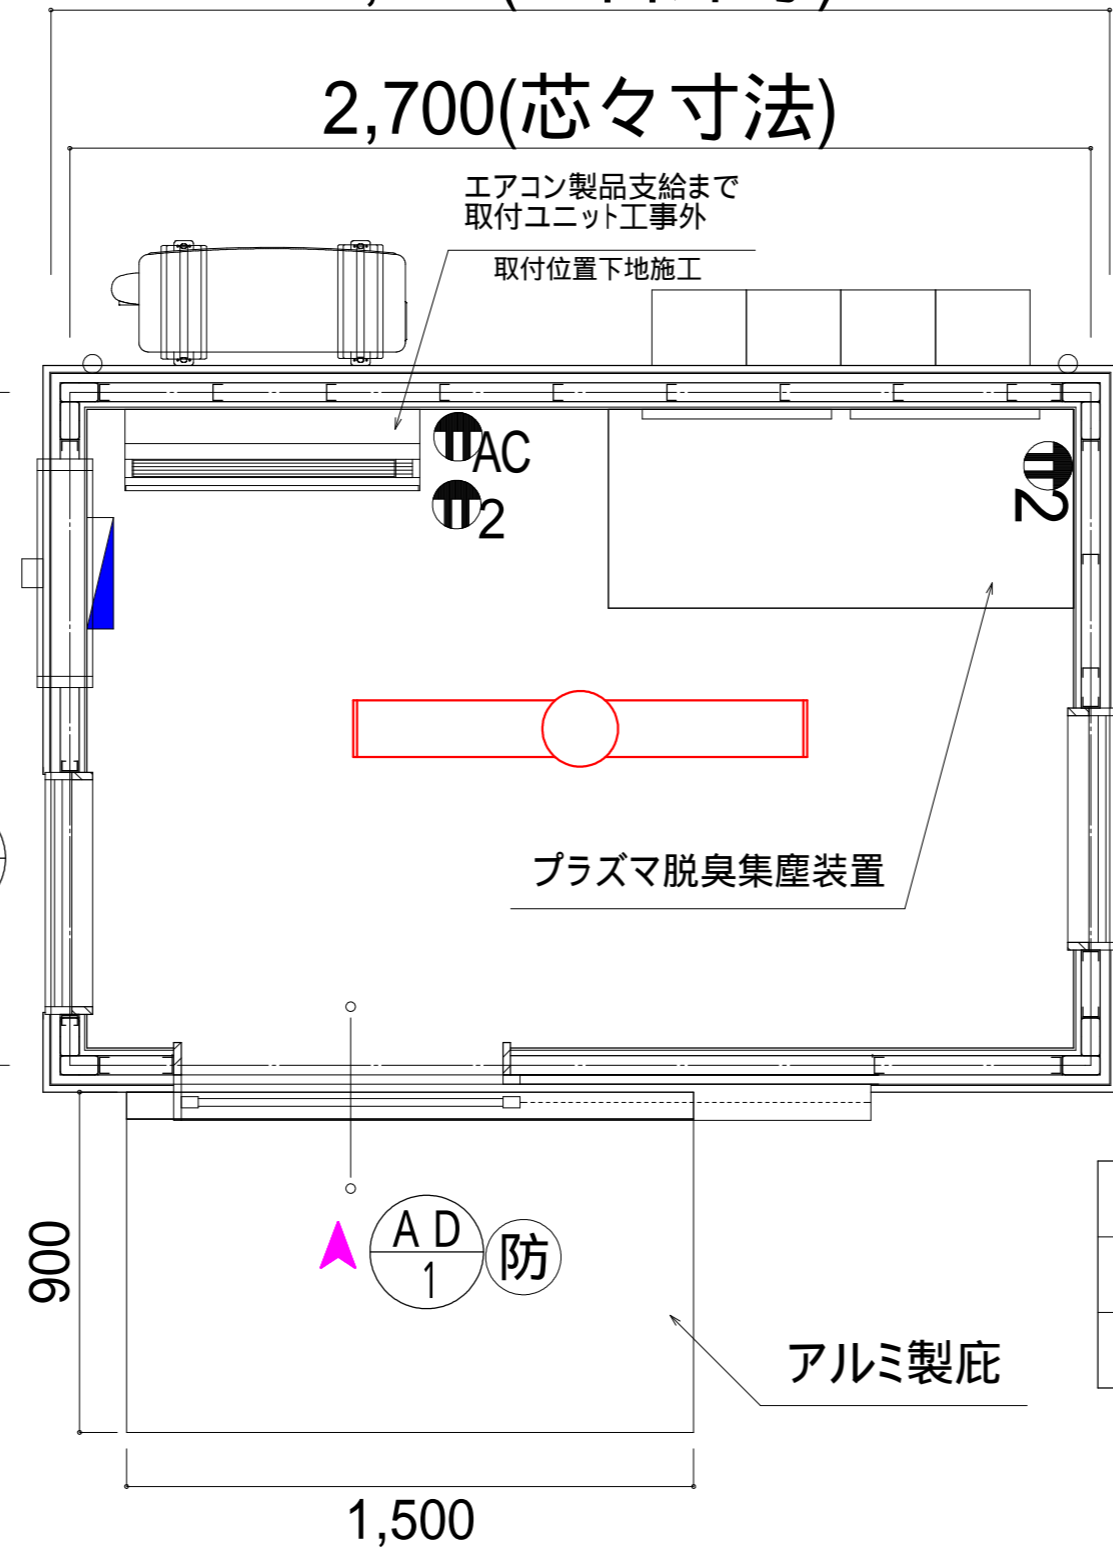 2,700(芯々寸法)
エアコン製品支給まで
取付ユニット工事外
取付位置下地施工
AC
2
2
プラズマ脱臭集塵装置
A D
1
防
900
アルミ製庇
1,500